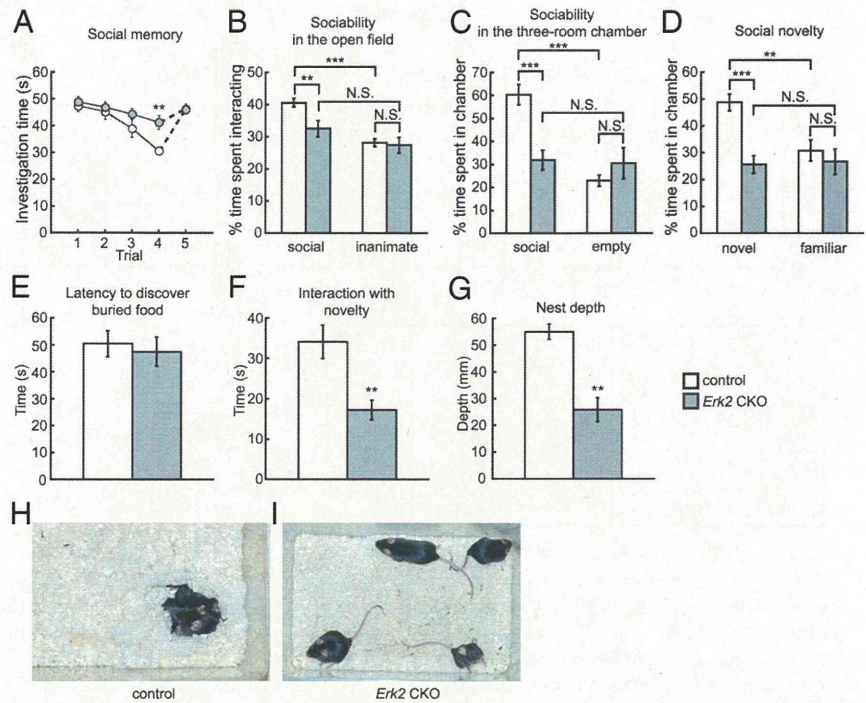 A
Social memory
Investigation time (s)
60
50
40
30
20
10
0
**
1 2 3 4 5
Trial
B
Sociability
in the open field
% time spent interacting
50
40
30
20
10
0
***
**
N.S.
N.S.
social inanimate
C
Sociability
in the three-room chamber
% time spent in chamber
70
60
50
40
30
20
10
0
***
***
N.S.
N.S.
social empty
D
Social novelty
% time spent in chamber
60
50
40
30
20
10
0
**
***
N.S.
N.S.
novel familiar
E
Latency to discover
buried food
Time (s)
60
50
40
30
20
10
0
F
Interaction with
novelty
Time (s)
40
30
20
10
0
**
G
Nest depth
Depth (mm)
60
50
40
30
20
10
0
**
control
Erk2 CKO
H
control
I
Erk2 CKO